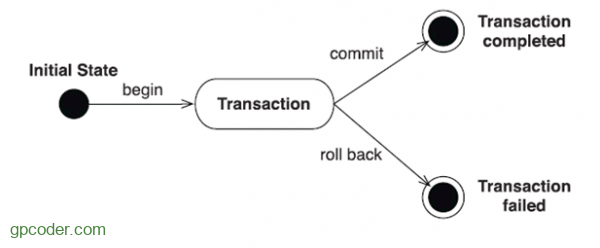 Initial State
begin
Transaction
commit
Transaction
completed
roll back
Transaction
failed
gpcoder.com